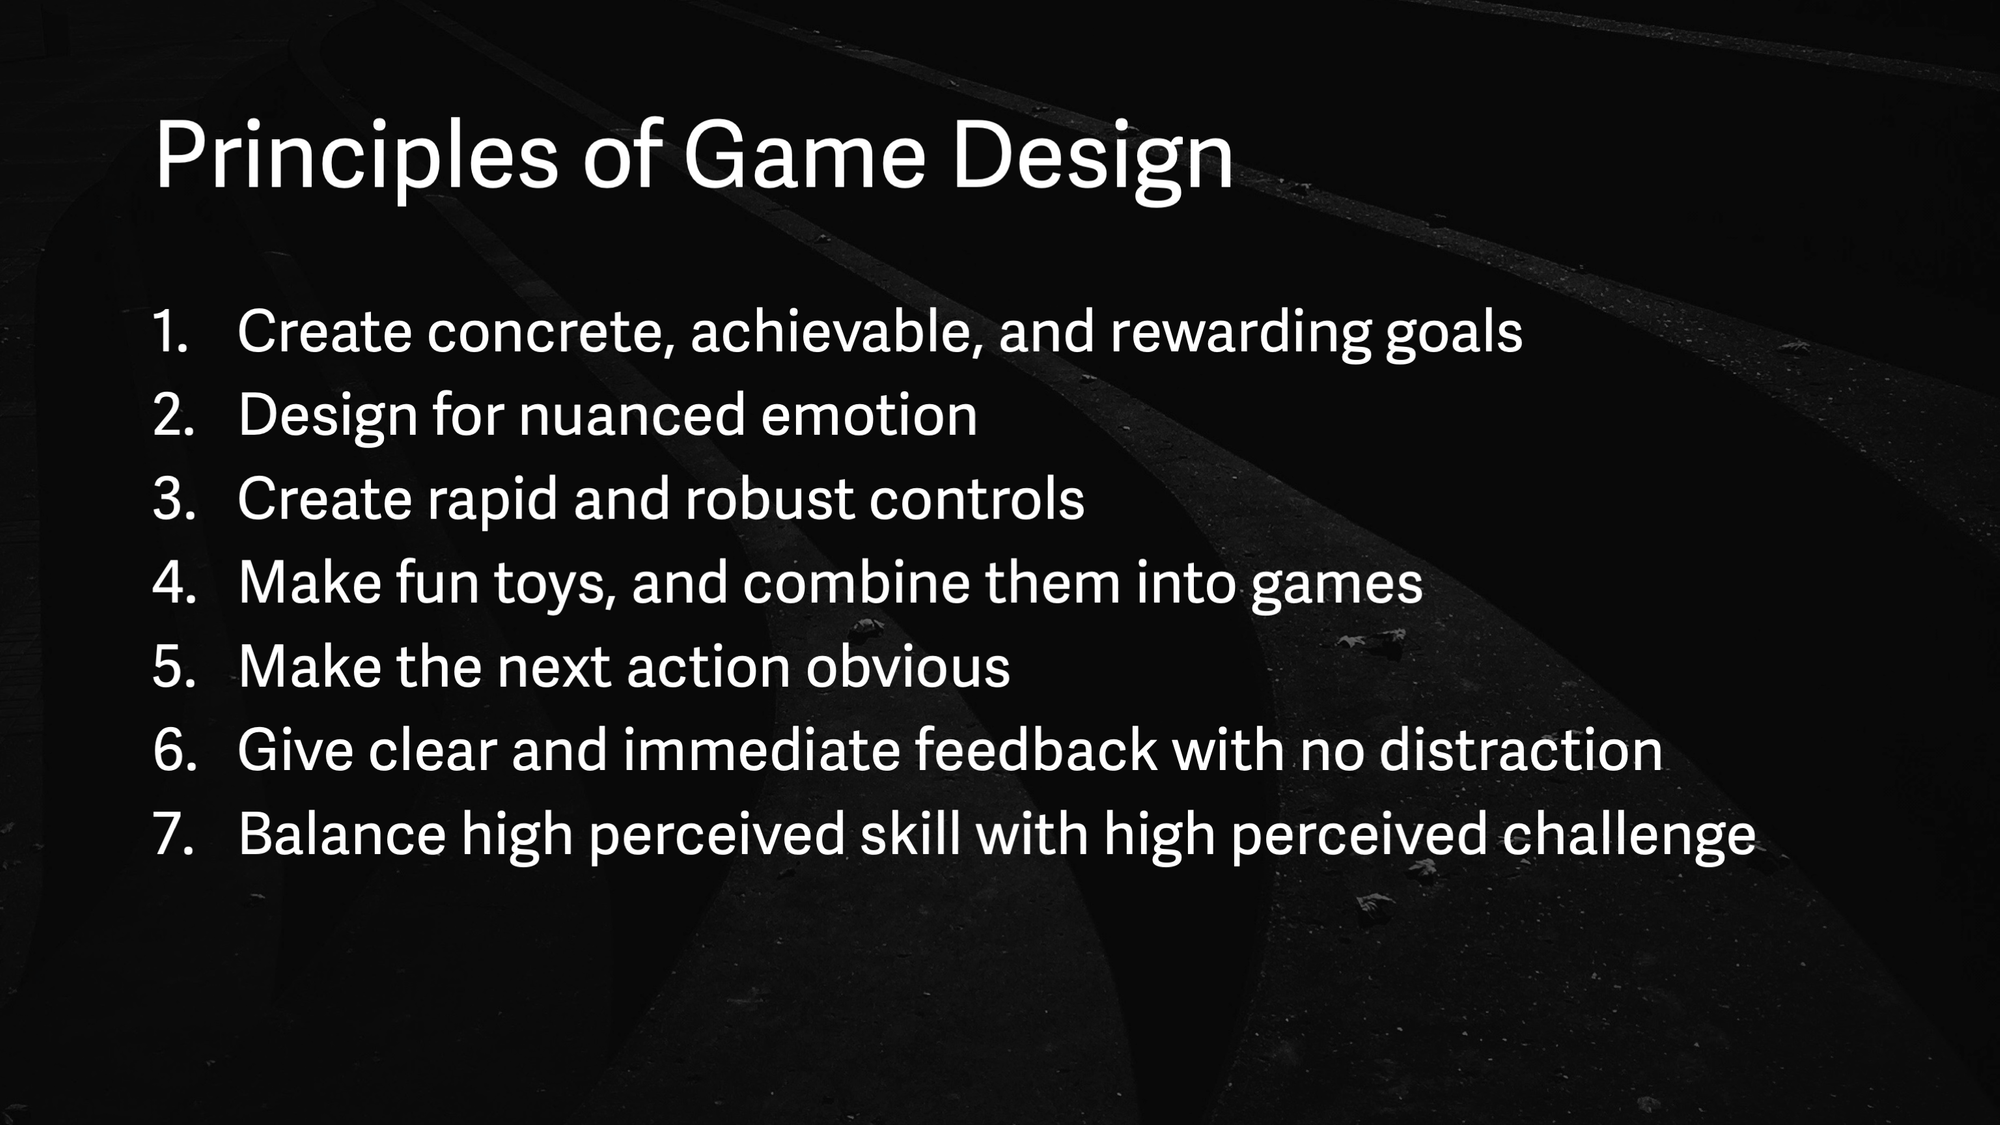 Principles of Game Design
1. Create concrete, achievable, and rewarding goals
2. Design for nuanced emotion
3. Create rapid and robust controls
4. Make fun toys, and combine them into games
5. Make the next action obvious
6. Give clear and immediate feedback with no distraction
7. Balance high perceived skill with high perceived challenge